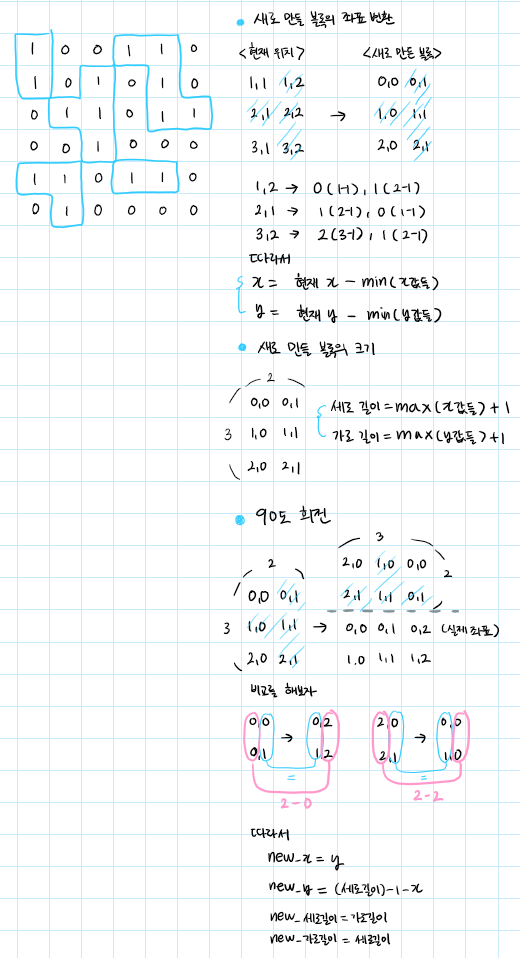 1 0 0 1 1 0
1 0 1 0 1 0
0 1 1 0 1 1
0 0 1 0 0 0
1 1 0 1 1 0
0 1 0 0 0 0
• 새로 만들 블록의 좌표 변환
<현재 위치> <새로 만든 블록>
1,1 1,2 0,0 0,1
2,1 2,2 → 1,0 1,1
3,1 3,2 2,0 2,1
1,2 → 0(1-1), 1(2-1)
2,1 → 1(2-1), 0(1-1)
3,2 → 2(3-1), 1(2-1)
따라서
x = 현재 x - min(x값들)
y = 현재 y - min(y값들)
• 새로 만들 블록의 크기
2
0,0 0,1
3 1,0 1,1
2,0 2,1
세로 길이 = max(x값들) + 1
가로 길이 = max(y값들) + 1
• 90도 회전
2
0,0 0,1
3 1,0 1,1 →
2,0 2,1
3
2,0 1,0 0,0 2
2,1 1,1 0,1
0,0 0,1 0,2 (실제 좌표)
1.0 1,1 1,2
비교를 해보자
0,0 → 0,2 2,0 → 0,0
0,1 1,2 2,1 1,0
= =
2-0 2-2
따라서
new_x = y
new_y = (세로길이)-1-x
new_세로길이 = 가로길이
new_가로길이 = 세로길이